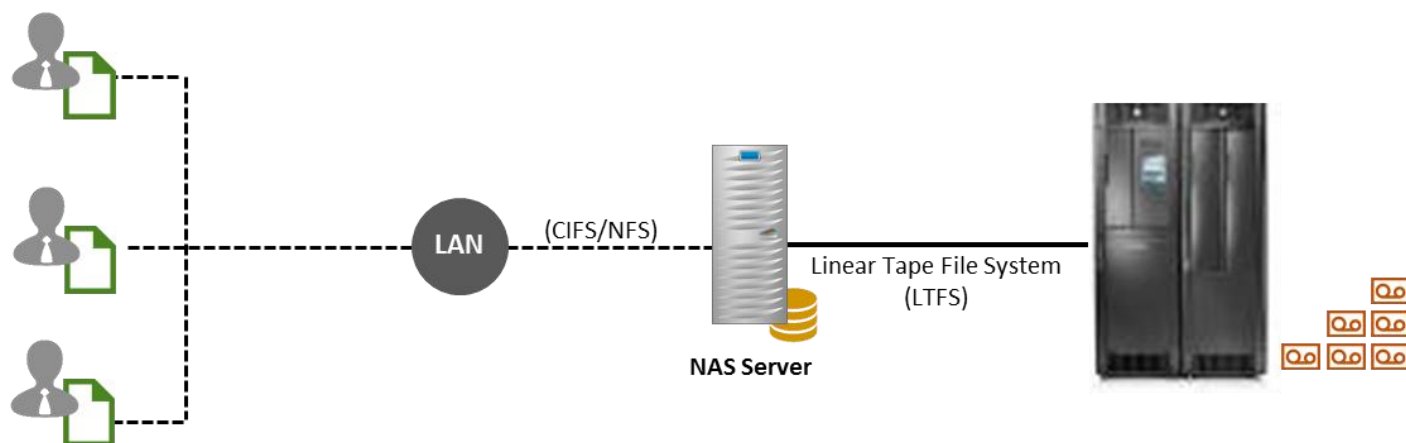 LAN
(CIFS/NFS)
Linear Tape File System
(LTFS)
NAS Server